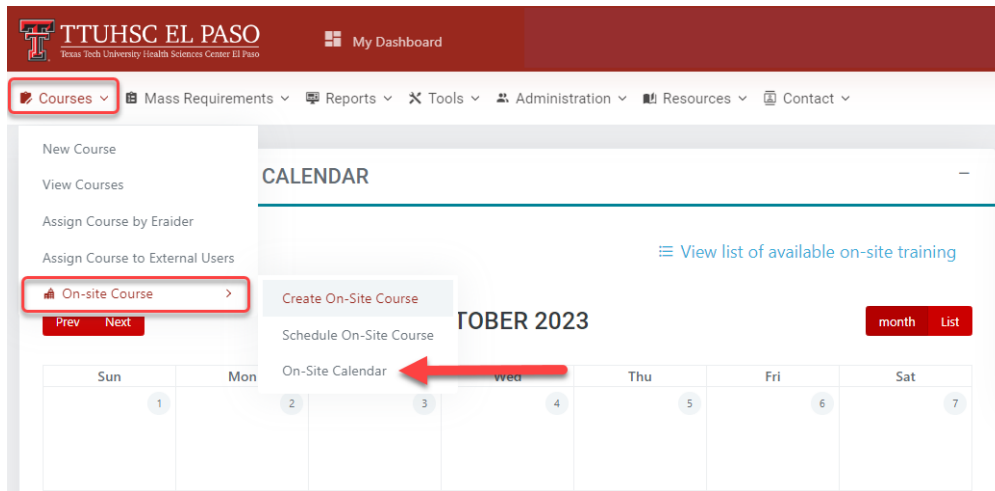 TTUHSC EL PASO
Texas Tech University Health Sciences Center El Paso
My Dashboard
Courses
Mass Requirements
Reports
Tools
Administration
Resources
Contact
New Course
View Courses
Assign Course by Eraider
Assign Course to External Users
On-site Course
Create On-Site Course
Schedule On-Site Course
On-Site Calendar
CALENDAR
View list of available on-site training
Prev Next
TOBER 2023
month List
Sun Mon Wed Thu Fri Sat
1 2 3 4 5 6 7